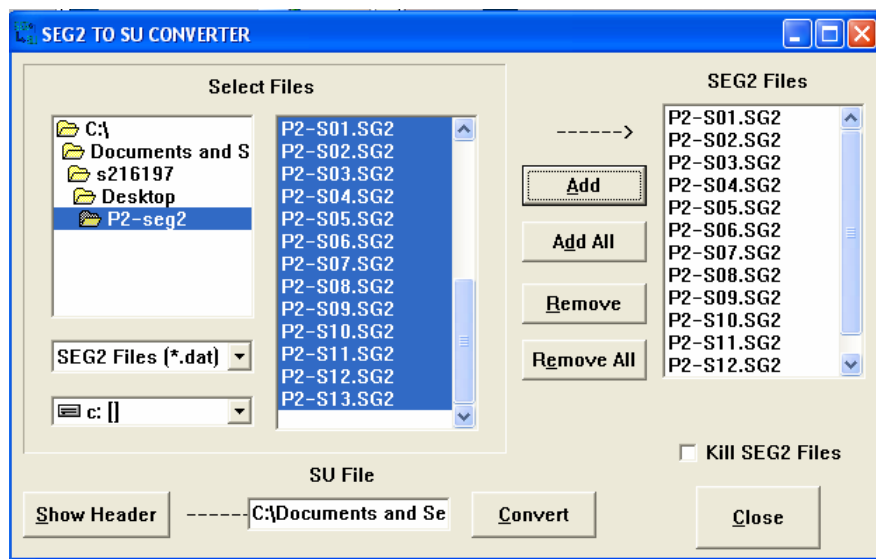 SEG2 TO SU CONVERTER
Select Files
C:\
Documents and S
s216197
Desktop
P2-seg2
SEG2 Files (*.dat)
c: []
P2-S01.SG2
P2-S02.SG2
P2-S03.SG2
P2-S04.SG2
P2-S05.SG2
P2-S06.SG2
P2-S07.SG2
P2-S08.SG2
P2-S09.SG2
P2-S10.SG2
P2-S11.SG2
P2-S12.SG2
P2-S13.SG2
------>
Add
Add All
Remove
Remove All
SEG2 Files
P2-S01.SG2
P2-S02.SG2
P2-S03.SG2
P2-S04.SG2
P2-S05.SG2
P2-S06.SG2
P2-S07.SG2
P2-S08.SG2
P2-S09.SG2
P2-S10.SG2
P2-S11.SG2
P2-S12.SG2
Kill SEG2 Files
SU File
Show Header
------C:\Documents and Se
Convert
Close